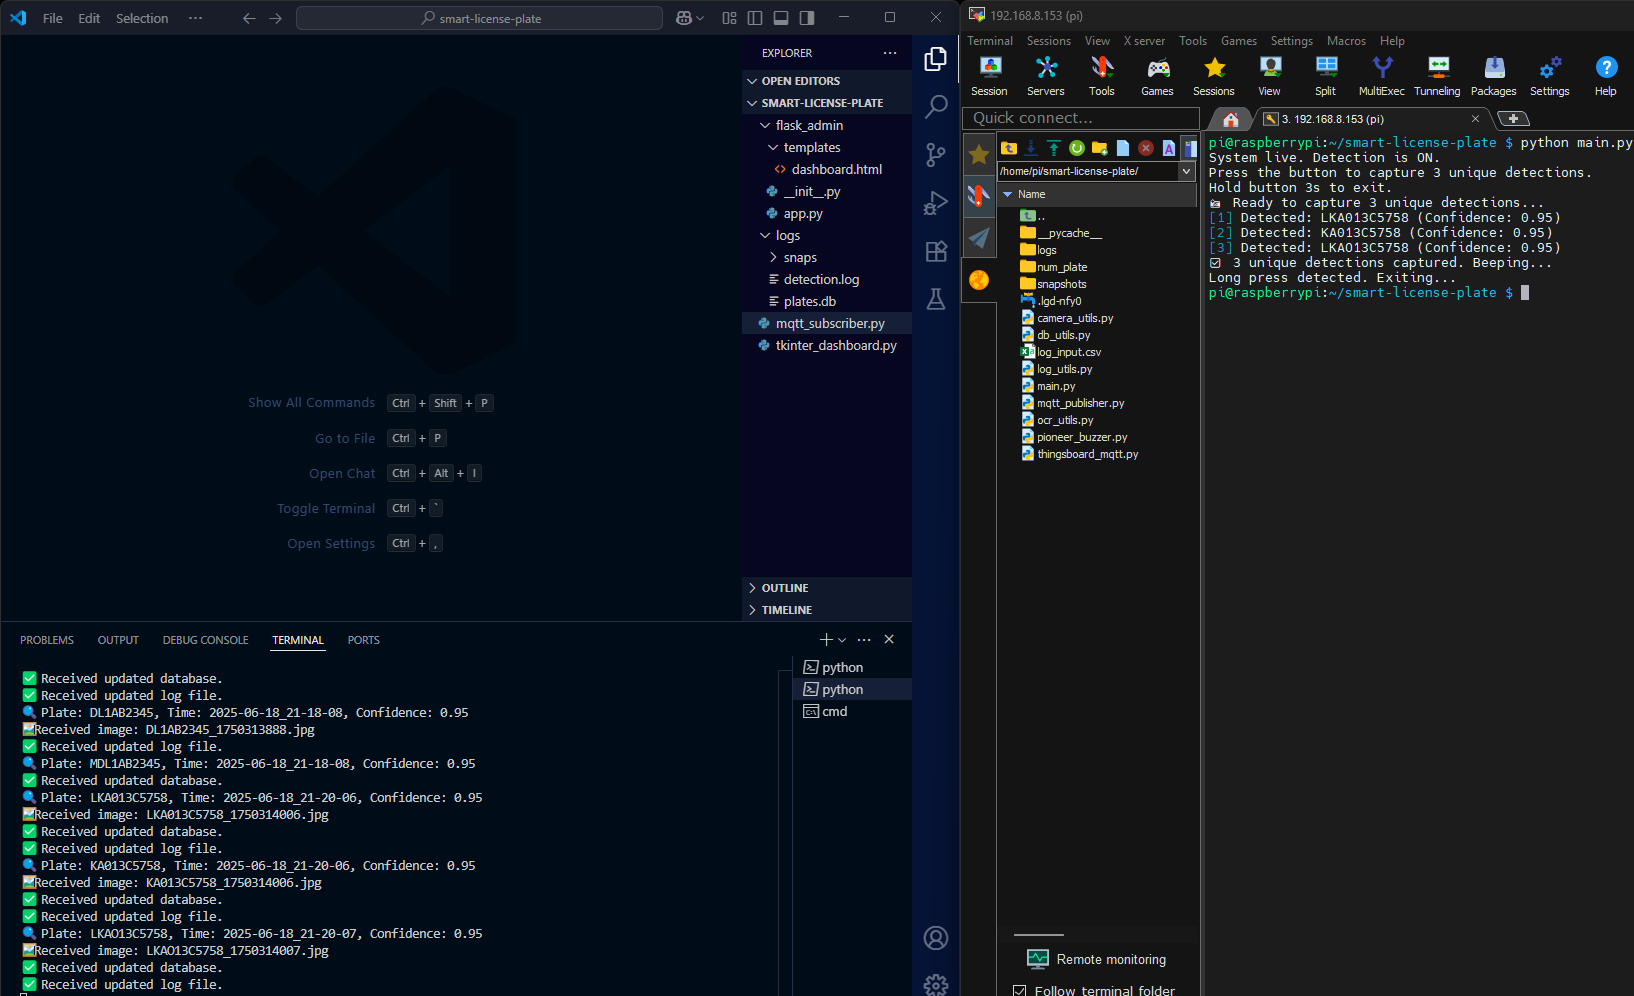 File Edit Selection ··· smart-license-plate
EXPLORER ···
OPEN EDITORS
SMART-LICENSE-PLATE
flask_admin
templates
<> dashboard.html
__init__.py
app.py
logs
snaps
detection.log
plates.db
mqtt_subscriber.py
tkinter_dashboard.py
Show All Commands Ctrl + Shift + P
Go to File Ctrl + P
Open Chat Ctrl + Alt + I
Toggle Terminal Ctrl + `
Open Settings Ctrl + ,
OUTLINE
TIMELINE
PROBLEMS OUTPUT DEBUG CONSOLE TERMINAL PORTS
✅ Received updated database.
✅ Received updated log file.
🔍 Plate: DL1AB2345, Time: 2025-06-18_21-18-08, Confidence: 0.95
🖼️Received image: DL1AB2345_1750313888.jpg
✅ Received updated log file.
🔍 Plate: MDL1AB2345, Time: 2025-06-18_21-18-08, Confidence: 0.95
✅ Received updated database.
🔍 Plate: LKA013C5758, Time: 2025-06-18_21-20-06, Confidence: 0.95
🖼️Received image: LKA013C5758_1750314006.jpg
✅ Received updated database.
✅ Received updated log file.
🔍 Plate: KA013C5758, Time: 2025-06-18_21-20-06, Confidence: 0.95
🖼️Received image: KA013C5758_1750314006.jpg
✅ Received updated database.
✅ Received updated log file.
🔍 Plate: LKAO13C5758, Time: 2025-06-18_21-20-07, Confidence: 0.95
🖼️Received image: LKAO13C5758_1750314007.jpg
✅ Received updated database.
✅ Received updated log file.
python
python
cmd
192.168.8.153 (pi)
Terminal Sessions View X server Tools Games Settings Macros Help
Session Servers Tools Games Sessions View Split MultiExec Tunneling Packages Settings Help
Quick connect...
3. 192.168.8.153 (pi)
/home/pi/smart-license-plate/
Name
..
__pycache__
logs
num_plate
snapshots
.lgd-nfy0
camera_utils.py
db_utils.py
log_input.csv
log_utils.py
main.py
mqtt_publisher.py
ocr_utils.py
pioneer_buzzer.py
thingsboard_mqtt.py
Remote monitoring
Follow terminal folder
pi@raspberrypi:~/smart-license-plate $ python main.py
System live. Detection is ON.
Press the button to capture 3 unique detections.
Hold button 3s to exit.
📷 Ready to capture 3 unique detections...
[1] Detected: LKA013C5758 (Confidence: 0.95)
[2] Detected: KA013C5758 (Confidence: 0.95)
[3] Detected: LKAO13C5758 (Confidence: 0.95)
☑ 3 unique detections captured. Beeping...
Long press detected. Exiting...
pi@raspberrypi:~/smart-license-plate $